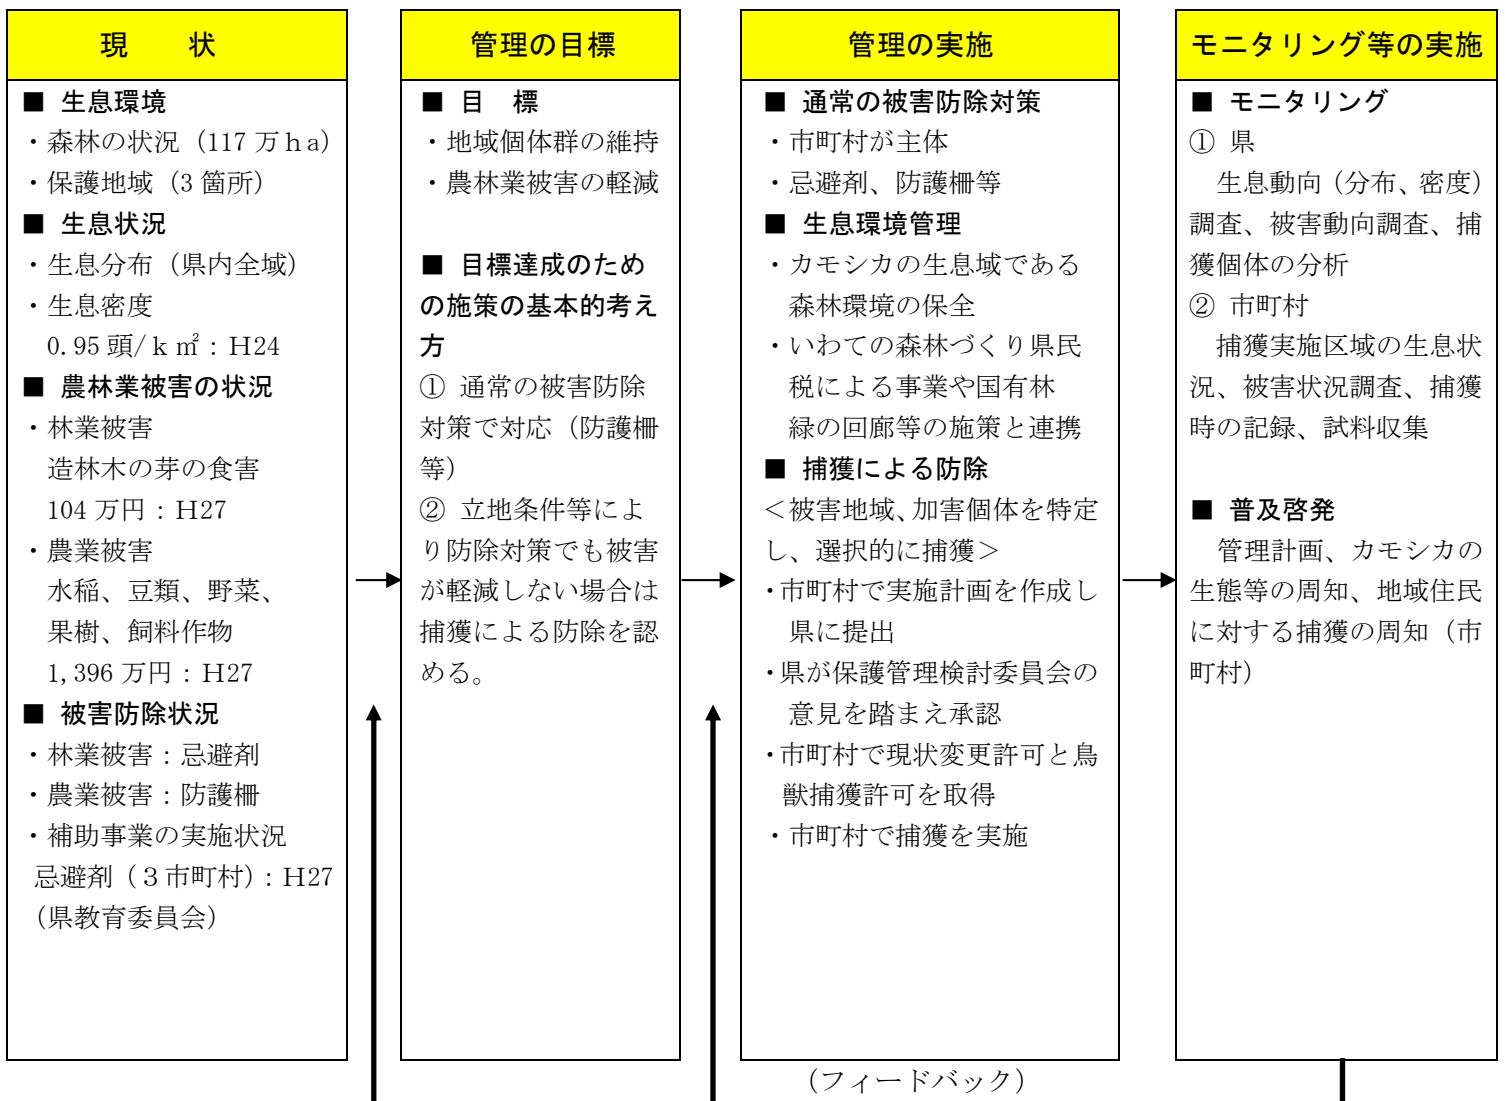 現　　状
■ 生息環境
・森林の状況（117 万ｈａ）
・保護地域（3 箇所）
■ 生息状況
・生息分布（県内全域）
・生息密度
0.95 頭/ｋ㎡：H24
■ 農林業被害の状況
・林業被害
造林木の芽の食害
104 万円：H27
・農業被害
水稲、豆類、野菜、
果樹、飼料作物
1,396 万円：H27
■ 被害防除状況
・林業被害：忌避剤
・農業被害：防護柵
・補助事業の実施状況
忌避剤（３市町村）：H27
（県教育委員会）
管理の目標
■ 目　標
・地域個体群の維持
・農林業被害の軽減
■ 目標達成のため
の施策の基本的考え
方
① 通常の被害防除
対策で対応（防護柵
等）
② 立地条件等によ
り防除対策でも被害
が軽減しない場合は
捕獲による防除を認
める。
管理の実施
■ 通常の被害防除対策
・市町村が主体
・忌避剤、防護柵等
■ 生息環境管理
・カモシカの生息域である
森林環境の保全
・いわての森林づくり県民
税による事業や国有林
緑の回廊等の施策と連携
■ 捕獲による防除
＜被害地域、加害個体を特定
し、選択的に捕獲＞
・市町村で実施計画を作成し
県に提出
・県が保護管理検討委員会の
意見を踏まえ承認
・市町村で現状変更許可と鳥
獣捕獲許可を取得
・市町村で捕獲を実施
モニタリング等の実施
■ モニタリング
① 県
生息動向（分布、密度）
調査、被害動向調査、捕
獲個体の分析
② 市町村
捕獲実施区域の生息状
況、被害状況調査、捕獲
時の記録、試料収集
■ 普及啓発
管理計画、カモシカの
生態等の周知、地域住民
に対する捕獲の周知（市
町村）
（フィードバック）